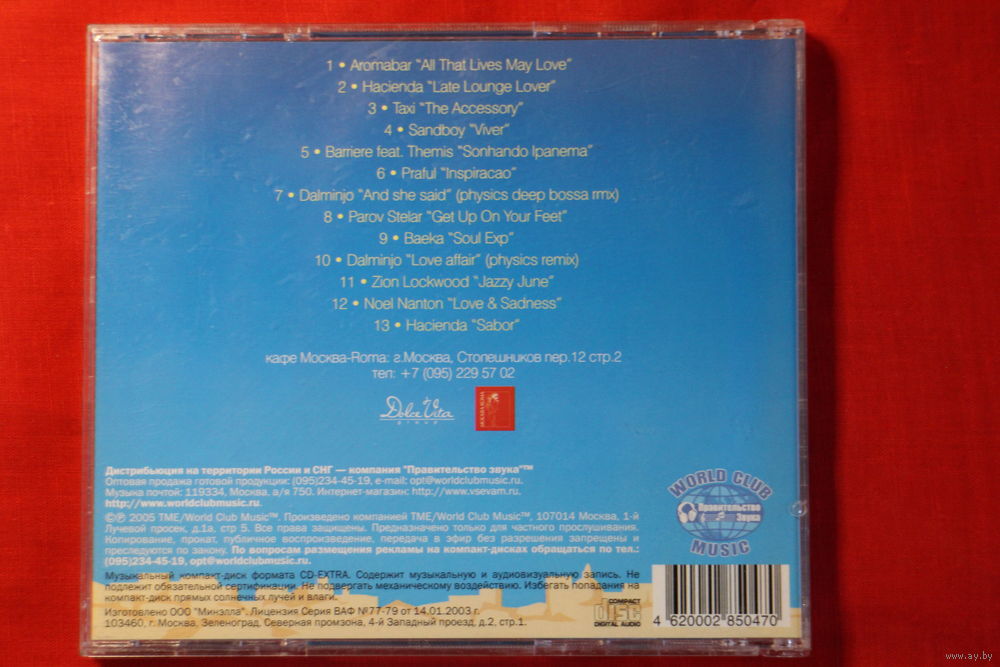 1 • Aromabar "All That Lives May Love"
2 • Hacienda "Late Lounge Lover"
3 • Taxi "The Accessory"
4 • Sandboy "Viver"
5 • Barriere feat. Themis "Sonhando Ipanema"
6 • Praful "Inspiracao"
7 • Dalminjo "And she said" (physics deep bossa rmx)
8 • Parov Stelar "Get Up On Your Feet"
9 • Baeka "Soul Exp"
10 • Dalminjo "Love affair" (physics remix)
11 • Zion Lockwood "Jazzy June"
12 • Noel Nanton "Love & Sadness"
13 • Hacienda "Sabor"
кафе Москва-Roma: г.Москва, Столешников пер.12 стр.2
тел: +7 (095) 229 57 02
Dolce Vita
group
Дистрибьюция на территории России и СНГ — компания "Правительство звука"™
Оптовая продажа готовой продукции: (095)234-45-19, e-mail: opt@worldclubmusic.ru.
Музыка почтой: 119334, Москва, а/я 750. Интернет-магазин: http://www.vsevam.ru.
http://www.worldclubmusic.ru.
©℗ 2005 TME/World Club Music™. Произведено компанией TME/World Club Music™, 107014 Москва, 1-й
Лучевой просек, д.1а, стр 5. Все права защищены. Предназначено только для частного прослушивания.
Копирование, прокат, публичное воспроизведение, передача в эфир без разрешения запрещены и
преследуются по закону. По вопросам размещения рекламы на компакт-дисках обращаться по тел.:
(095)234-45-19, opt@worldclubmusic.ru.
WORLD CLUB
Правительство
Звука
MUSIC
Музыкальный компакт-диск формата CD-EXTRA. Содержит музыкальную и аудиовизуальную запись. Не
подлежит обязательной сертификации. Не подвергать механическому воздействию. Избегать попадания на
компакт-диск прямых солнечных лучей и влаги.
Изготовлено ООО "Минэлла". Лицензия Серия ВАФ №77-79 от 14.01.2003 г.
103460, г. Москва, Зеленоград, Северная промзона, 4-й Западный проезд, д.2, стр.1.
COMPACT
disc
DIGITAL AUDIO
4 620002 850470
www.ay.by